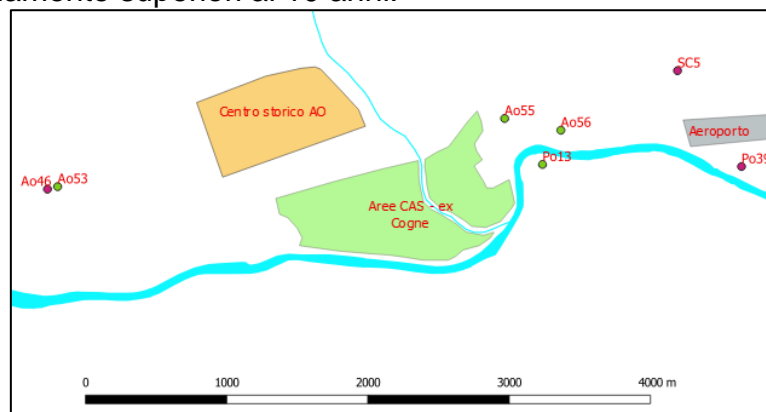 SC5
Centro storico AO
Ao55
Ao56
Aeroporto
Po13
Po39
Ao46
Ao53
Aree CAS - ex
Cogne
0
1000
2000
3000
4000 m